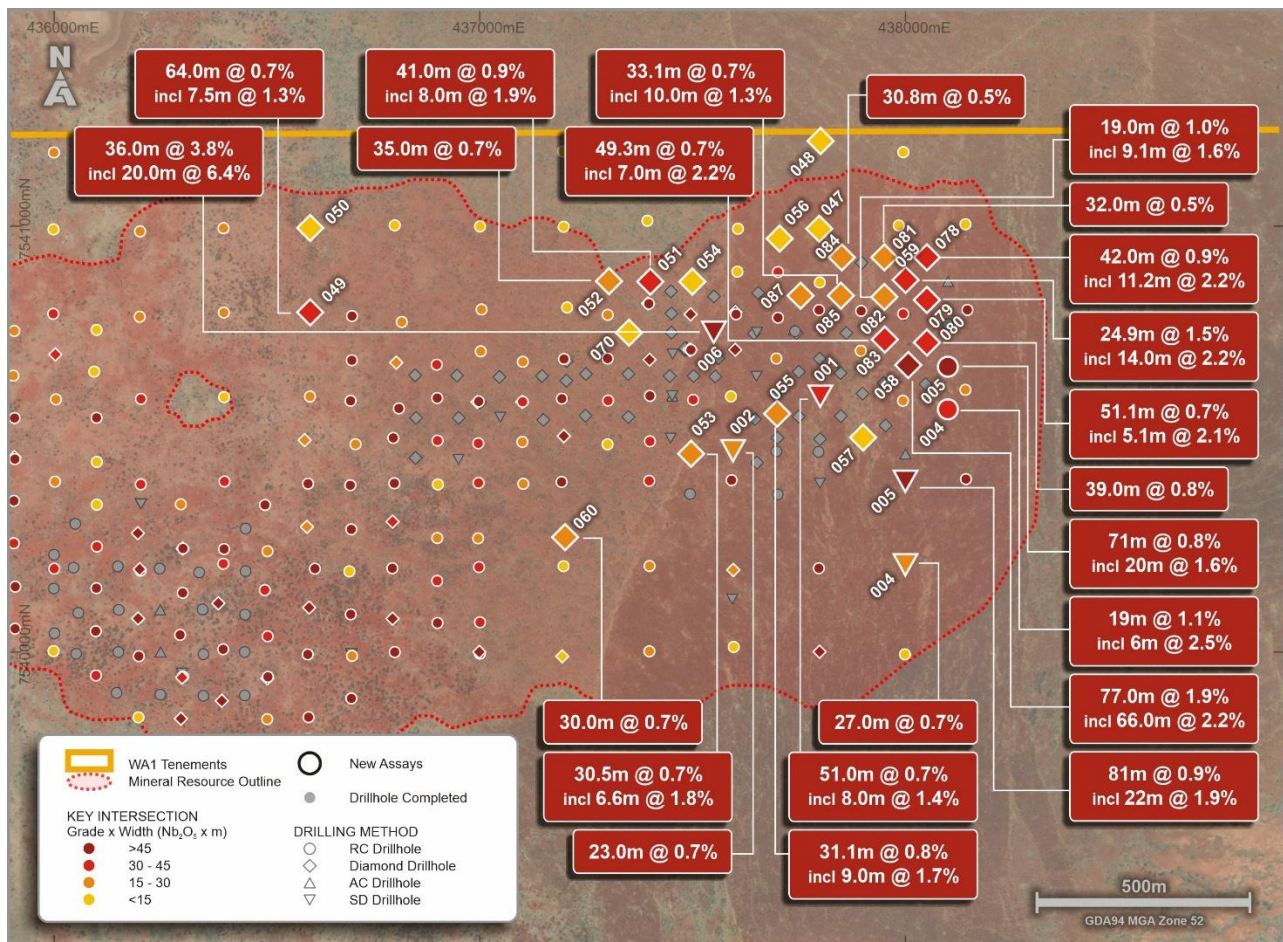 436000mE
437000mE
438000mE
N
7541000mN
7540000mN
64.0m @ 0.7%
incl 7.5m @ 1.3%
41.0m @ 0.9%
incl 8.0m @ 1.9%
33.1m @ 0.7%
incl 10.0m @ 1.3%
30.8m @ 0.5%
19.0m @ 1.0%
incl 9.1m @ 1.6%
36.0m @ 3.8%
incl 20.0m @ 6.4%
35.0m @ 0.7%
49.3m @ 0.7%
incl 7.0m @ 2.2%
32.0m @ 0.5%
42.0m @ 0.9%
incl 11.2m @ 2.2%
24.9m @ 1.5%
incl 14.0m @ 2.2%
51.1m @ 0.7%
incl 5.1m @ 2.1%
39.0m @ 0.8%
71m @ 0.8%
incl 20m @ 1.6%
19m @ 1.1%
incl 6m @ 2.5%
77.0m @ 1.9%
incl 66.0m @ 2.2%
81m @ 0.9%
incl 22m @ 1.9%
048
050
056
047
084
081
059
078
049
052
051
054
087
085
082
079
080
070
006
083
058
005
001
055
004
053
002
057
005
060
004
30.0m @ 0.7%
27.0m @ 0.7%
30.5m @ 0.7%
incl 6.6m @ 1.8%
51.0m @ 0.7%
incl 8.0m @ 1.4%
23.0m @ 0.7%
31.1m @ 0.8%
incl 9.0m @ 1.7%
WA1 Tenements
Mineral Resource Outline
New Assays
Drillhole Completed
KEY INTERSECTION
Grade x Width (Nb₂O₅ x m)
>45
30 - 45
15 - 30
<15
DRILLING METHOD
RC Drillhole
Diamond Drillhole
AC Drillhole
SD Drillhole
500m
GDA94 MGA Zone 52